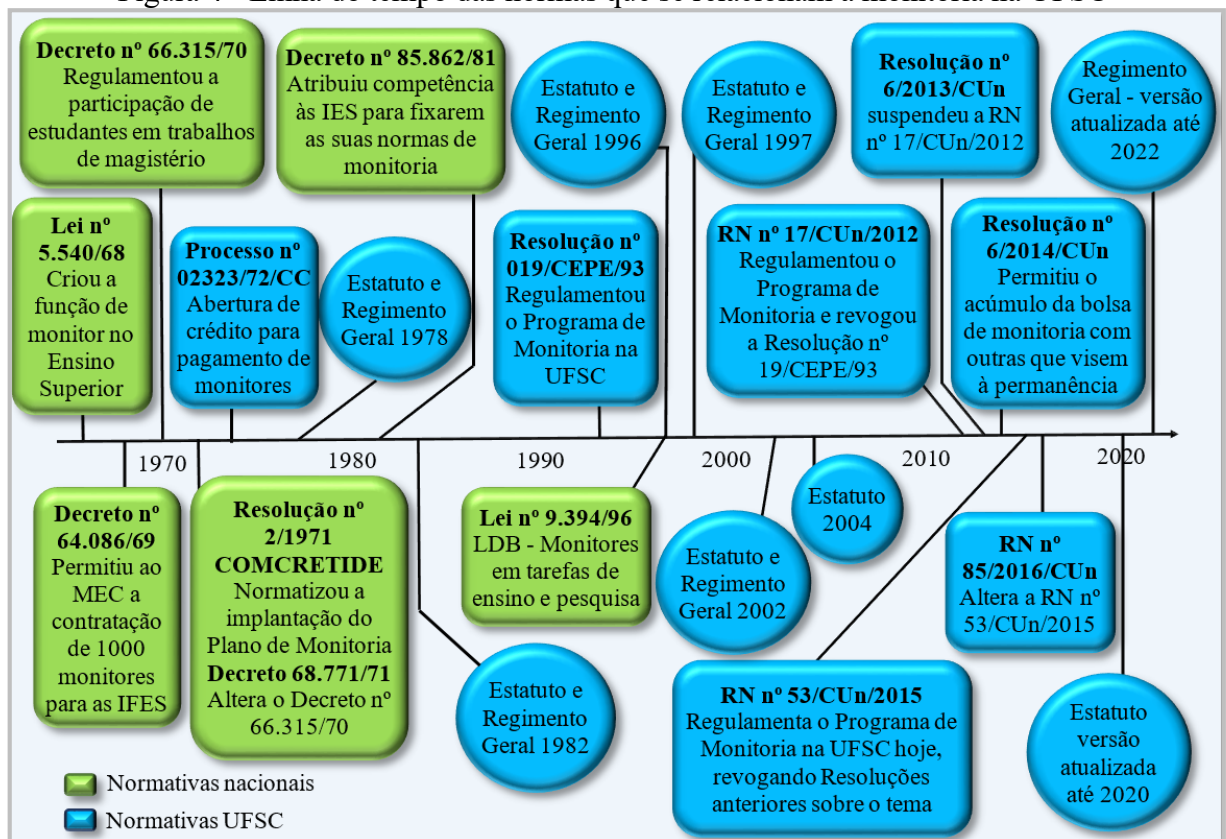 Decreto nº 66.315/70
Regulamentou a
participação de
estudantes em trabalhos
de magistério
Decreto nº 85.862/81
Atribuiu competência
às IES para fixarem
as suas normas de
monitoria
Estatuto e
Regimento
Geral 1996
Estatuto e
Regimento
Geral 1997
Resolução nº
6/2013/CUn
suspendeu a RN
nº 17/CUn/2012
Regimento
Geral - versão
atualizada até
2022
Lei nº
5.540/68
Criou a
função de
monitor no
Ensino
Superior
Processo nº
02323/72/CC
Abertura de
crédito para
pagamento de
monitores
Estatuto e
Regimento
Geral 1978
Resolução nº
019/CEPE/93
Regulamentou
o Programa de
Monitoria na
UFSC
RN nº 17/CUn/2012
Regulamentou o
Programa de
Monitoria e revogou
a Resolução nº
19/CEPE/93
Resolução nº
6/2014/CUn
Permitiu o
acúmulo da bolsa
de monitoria com
outras que visem
à permanência
1970
1980
1990
2000
2010
2020
Decreto nº
64.086/69
Permitiu ao
MEC a
contratação
de 1000
monitores
para as IFES
Resolução nº
2/1971
COMCRETIDE
Normatizou a
implantação do
Plano de Monitoria
Decreto 68.771/71
Altera o Decreto nº
66.315/70
Estatuto e
Regimento
Geral 1982
Lei nº 9.394/96
LDB - Monitores
em tarefas de
ensino e pesquisa
Estatuto e
Regimento
Geral 2002
Estatuto
2004
RN nº 53/CUn/2015
Regulamenta o Programa de
Monitoria na UFSC hoje,
revogando Resoluções
anteriores sobre o tema
RN nº
85/2016/CUn
Altera a RN nº
53/CUn/2015
Estatuto
versão
atualizada
até 2020
Normativas nacionais
Normativas UFSC